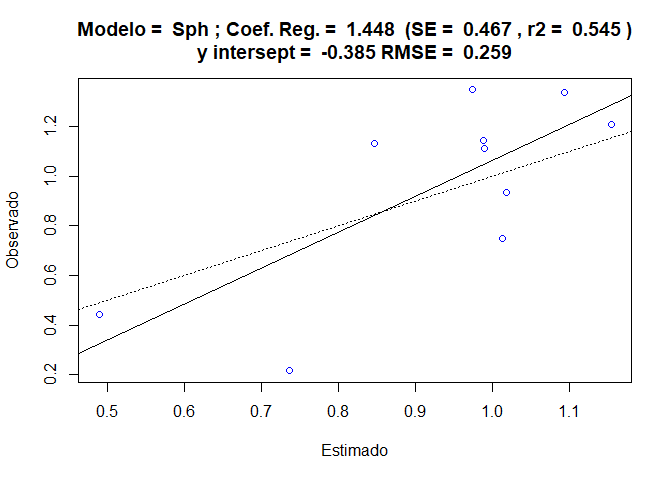 Modelo = Sph ; Coef. Reg. = 1.448 (SE = 0.467 , r2 = 0.545 )
y intersept = -0.385 RMSE = 0.259
1.2
1.0
0.8
0.6
0.4
0.2
Observado
0.5 0.6 0.7 0.8 0.9 1.0 1.1
Estimado